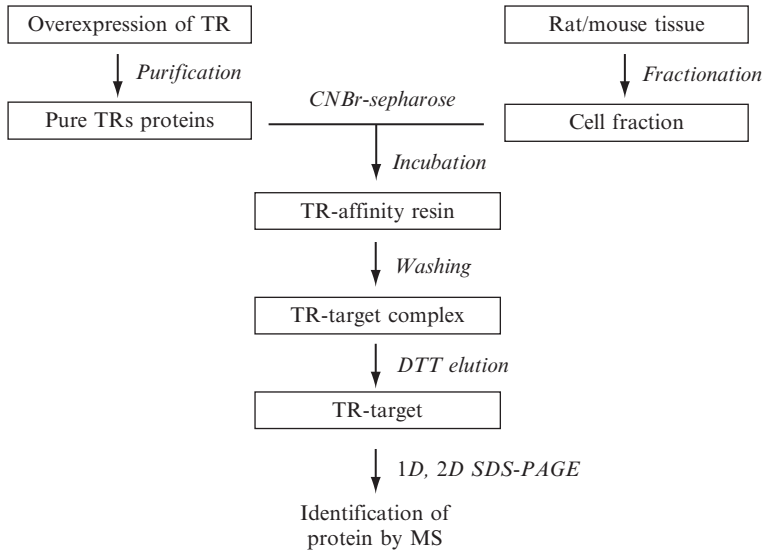 Overexpression of TR
Rat/mouse tissue
Purification
Fractionation
CNBr-sepharose
Pure TRs proteins
Cell fraction
Incubation
TR-affinity resin
Washing
TR-target complex
DTT elution
TR-target
1D, 2D SDS-PAGE
Identification of
protein by MS